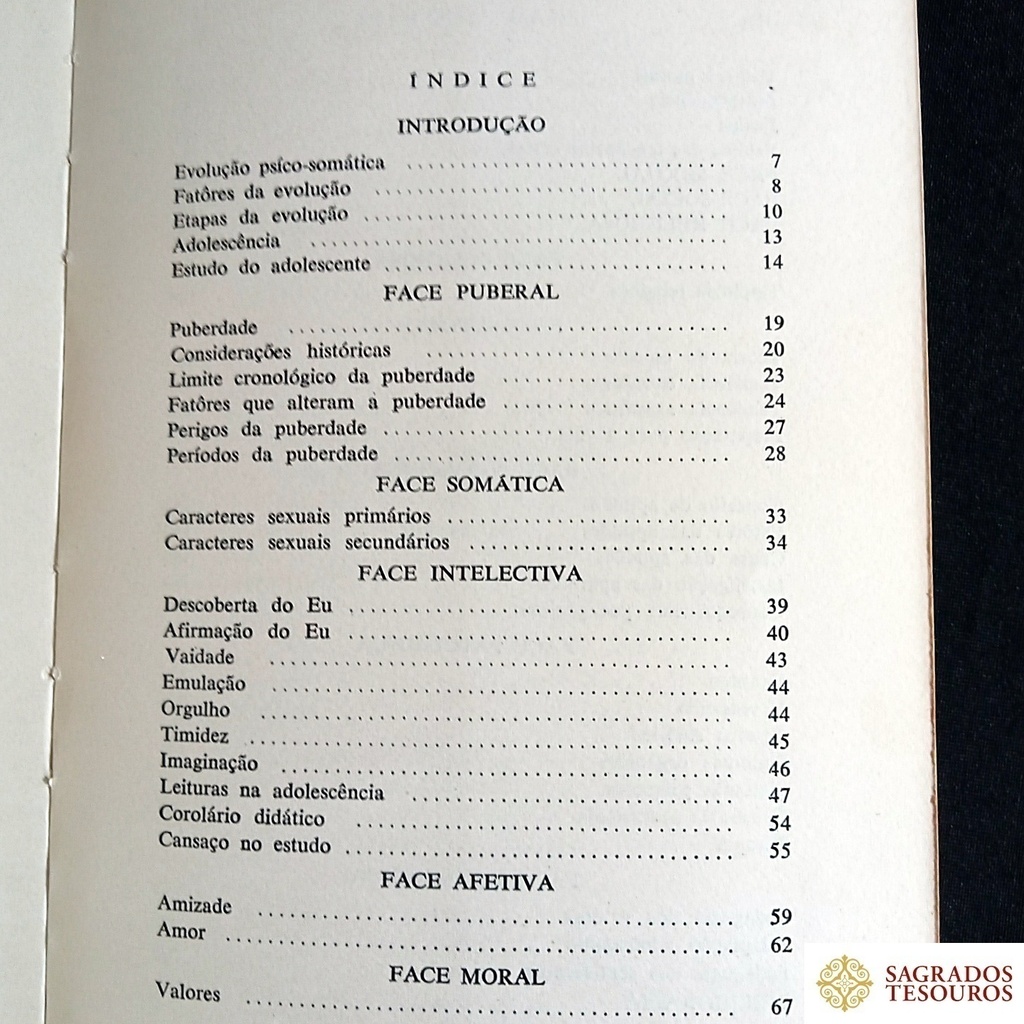 ÍNDICE
INTRODUÇÃO
Evolução psíco-somática ........................ 7
Fatôres da evolução ........................ 8
Etapas da evolução ........................ 10
Adolescência ........................ 13
Estudo do adolescente ........................ 14
FACE PUBERAL
Puberdade ........................ 19
Considerações históricas ........................ 20
Limite cronológico da puberdade ........................ 23
Fatôres que alteram a puberdade ........................ 24
Perigos da puberdade ........................ 27
Períodos da puberdade ........................ 28
FACE SOMÁTICA
Caracteres sexuais primários ........................ 33
Caracteres sexuais secundários ........................ 34
FACE INTELECTIVA
Descoberta do Eu ........................ 39
Afirmação do Eu ........................ 40
Vaidade ........................ 43
Emulação ........................ 44
Orgulho ........................ 44
Timidez ........................ 45
Imaginação ........................ 46
Leituras na adolescência ........................ 47
Corolário didático ........................ 54
Cansaço no estudo ........................ 55
FACE AFETIVA
Amizade ........................ 59
Amor ........................ 62
FACE MORAL
Valores ........................ 67
SAGRADOS
TESOUROS